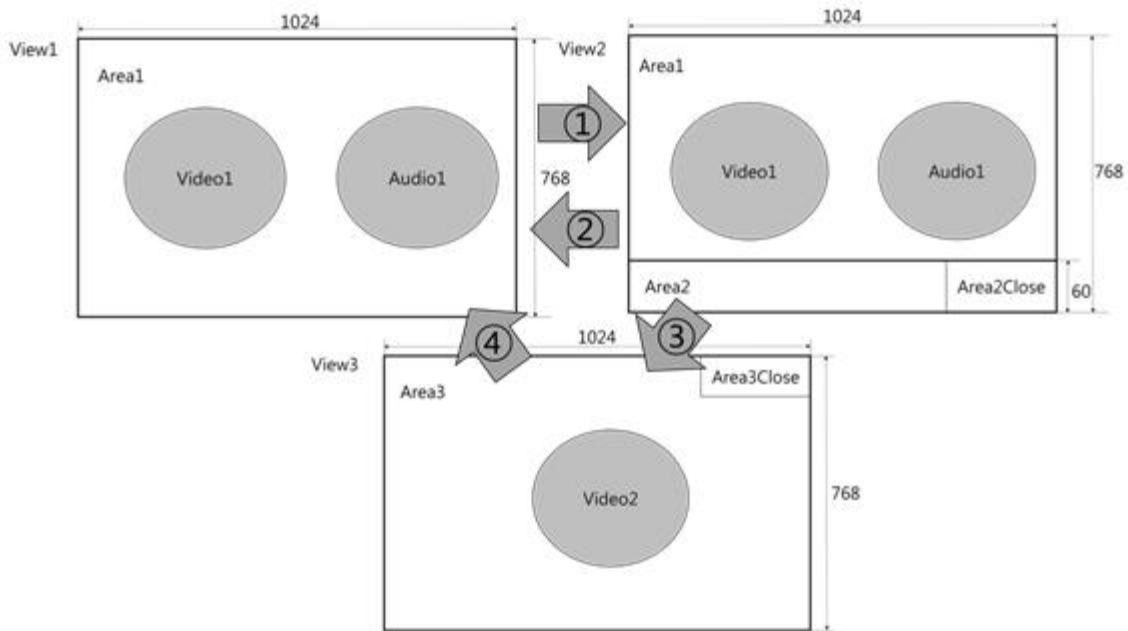 1024
View1
Area1
Video1
Audio1
768
①
②
1024
View2
Area1
Video1
Audio1
768
Area2
Area2Close
60
③
④
1024
View3
Area3
Area3Close
Video2
768